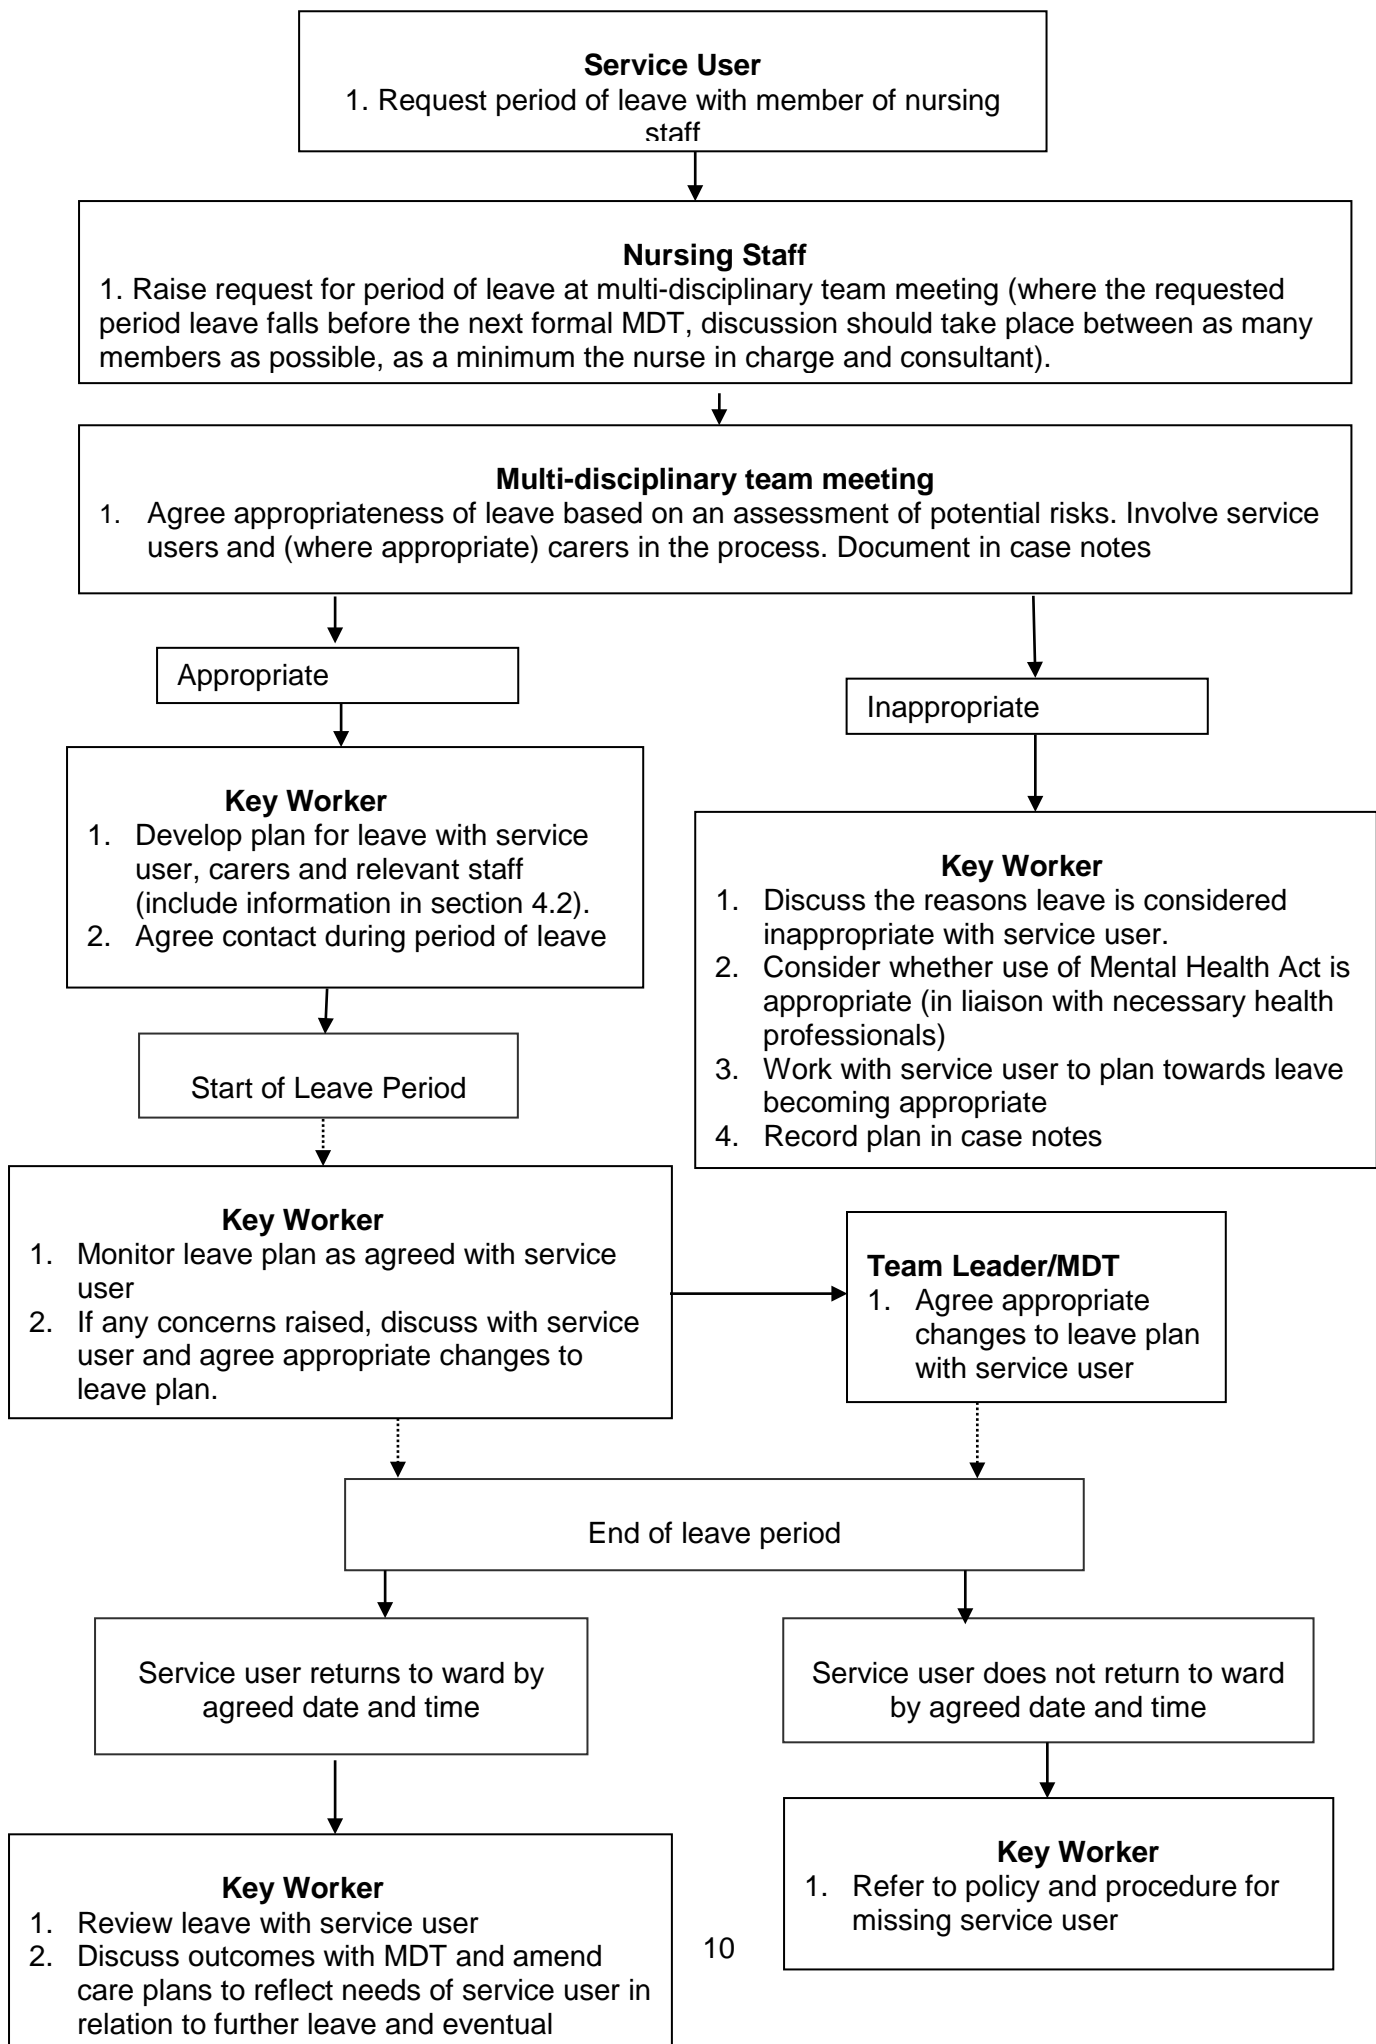 Service User
1. Request period of leave with member of nursing
staff
Nursing Staff
1. Raise request for period of leave at multi-disciplinary team meeting (where the requested
period leave falls before the next formal MDT, discussion should take place between as many
members as possible, as a minimum the nurse in charge and consultant).
Multi-disciplinary team meeting
1. Agree appropriateness of leave based on an assessment of potential risks. Involve service
users and (where appropriate) carers in the process. Document in case notes
Appropriate
Inappropriate
Key Worker
1. Develop plan for leave with service
user, carers and relevant staff
(include information in section 4.2).
2. Agree contact during period of leave
Key Worker
1. Discuss the reasons leave is considered
inappropriate with service user.
2. Consider whether use of Mental Health Act is
appropriate (in liaison with necessary health
professionals)
3. Work with service user to plan towards leave
becoming appropriate
4. Record plan in case notes
Start of Leave Period
Key Worker
1. Monitor leave plan as agreed with service
user
2. If any concerns raised, discuss with service
user and agree appropriate changes to
leave plan.
Team Leader/MDT
1. Agree appropriate
changes to leave plan
with service user
End of leave period
Service user returns to ward by
agreed date and time
Service user does not return to ward
by agreed date and time
Key Worker
1. Review leave with service user
2. Discuss outcomes with MDT and amend
care plans to reflect needs of service user in
relation to further leave and eventual
Key Worker
1. Refer to policy and procedure for
missing service user
10